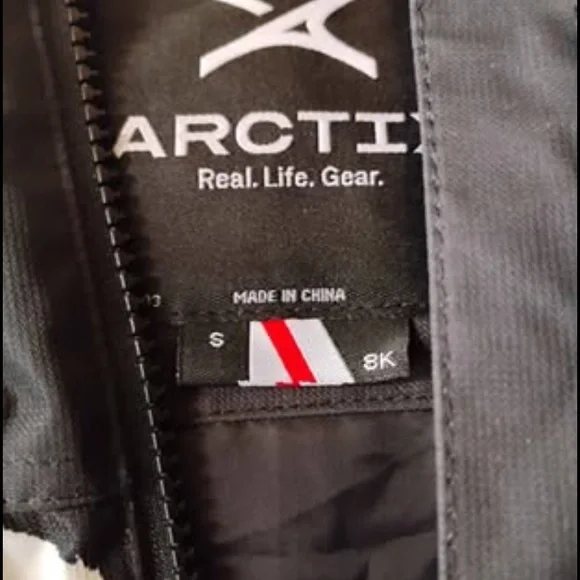 ARCTIX
Real. Life. Gear.
MADE IN CHINA
S
8K